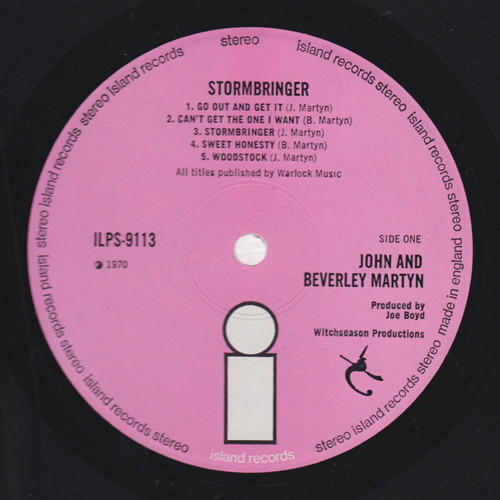 stereo
STORMBRINGER
1. GO OUT AND GET IT (J. Martyn)
2. CAN'T GET THE ONE I WANT (B. Martyn)
3. STORMBRINGER (J. Martyn)
4. SWEET HONESTY (B. Martyn)
5. WOODSTOCK (J. Martyn)
All titles published by Warlock Music
ILPS-9113
℗ 1970
SIDE ONE
JOHN AND
BEVERLEY MARTYN
Produced by
Joe Boyd
Witchseason Productions
i
island records
island records stereo island records stereo island records stereo
island records stereo island records stereo made in england